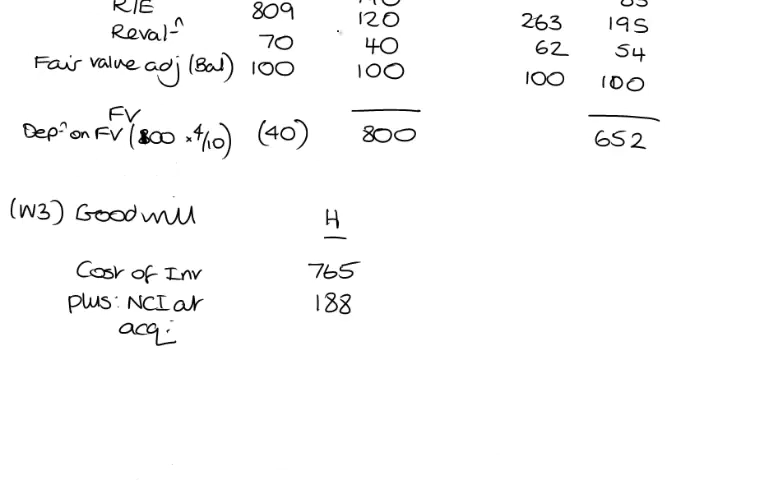 R/E 809 263 195
Reval-n 70 120 62 54
Fair value adj (Bal) 100 40 100 100
100
FV
Dep-n on FV (100 x 4/10) (40) 800 652
(W3) Goodwill H
Cost of Inv 765
plus: NCI at 188
acq: